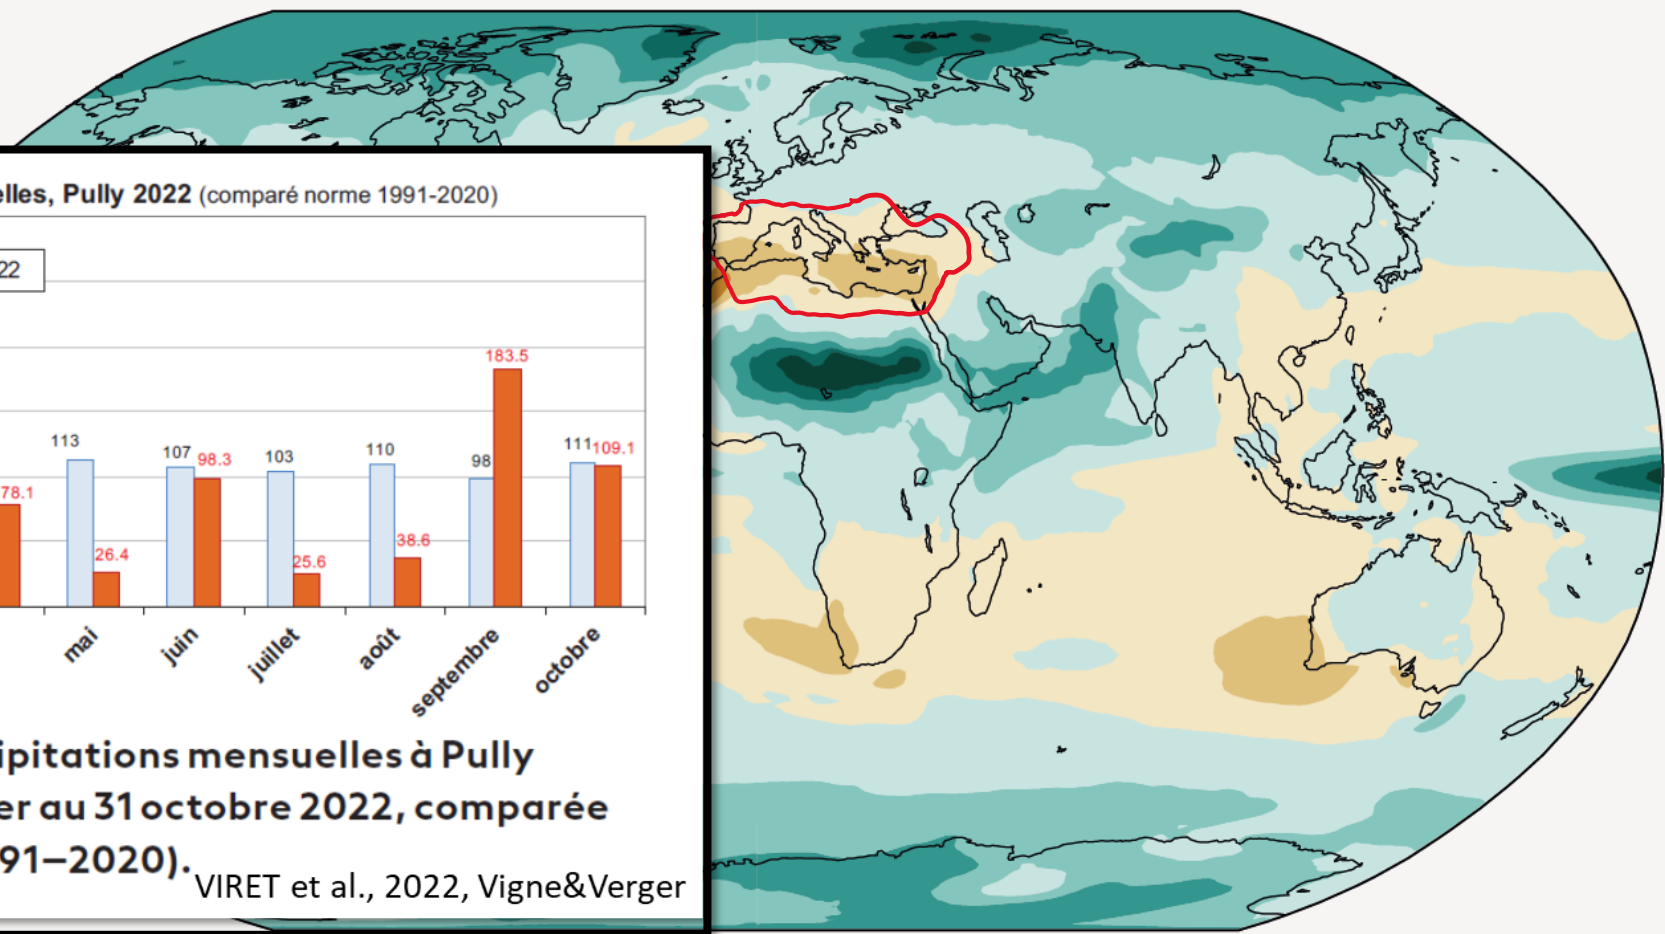 elles, Pully 2022 (comparé norme 1991-2020)
22
183.5
113
107
98.3
103
110
98
111
109.1
78.1
26.4
25.6
38.6
mai
juin
juillet
août
septembre
octobre
ipitations mensuelles à Pully
er au 31 octobre 2022, comparée
91–2020).
VIRET et al., 2022, Vigne&Verger